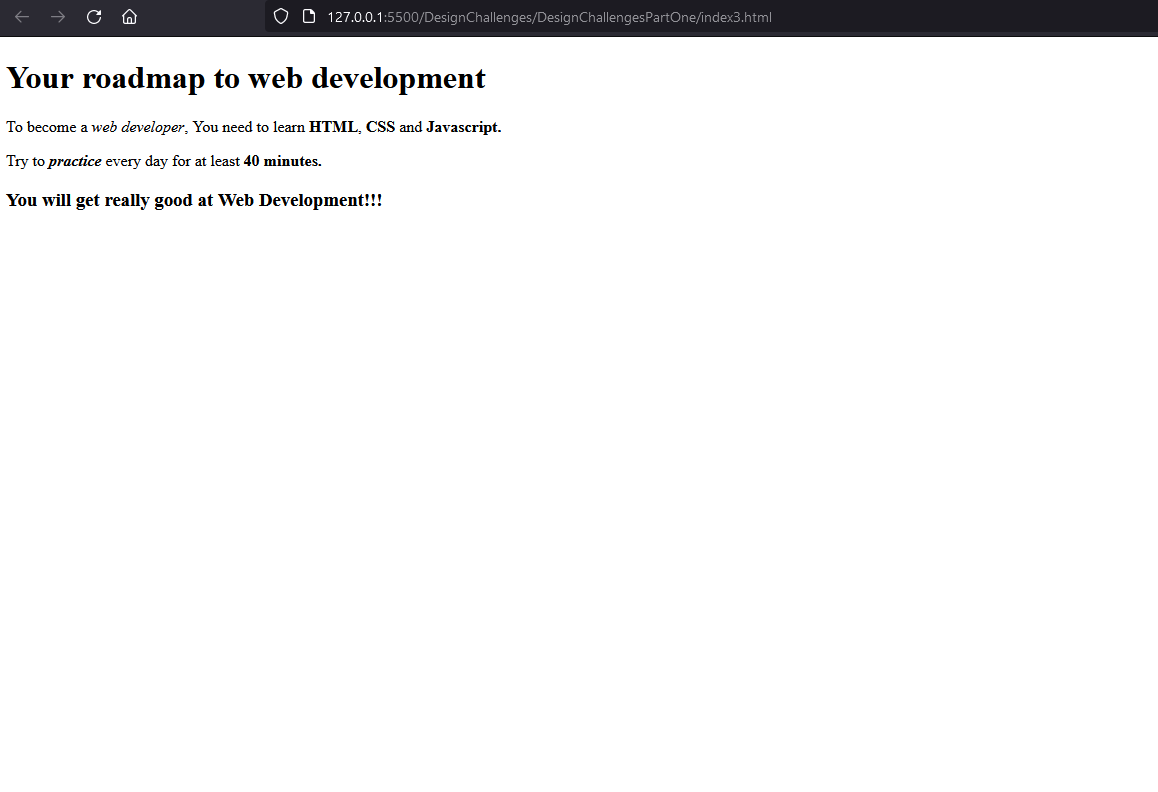 127.0.0.1:5500/DesignChallenges/DesignChallengesPartOne/index3.html
Your roadmap to web development
To become a web developer, You need to learn HTML, CSS and Javascript.
Try to practice every day for at least 40 minutes.
You will get really good at Web Development!!!